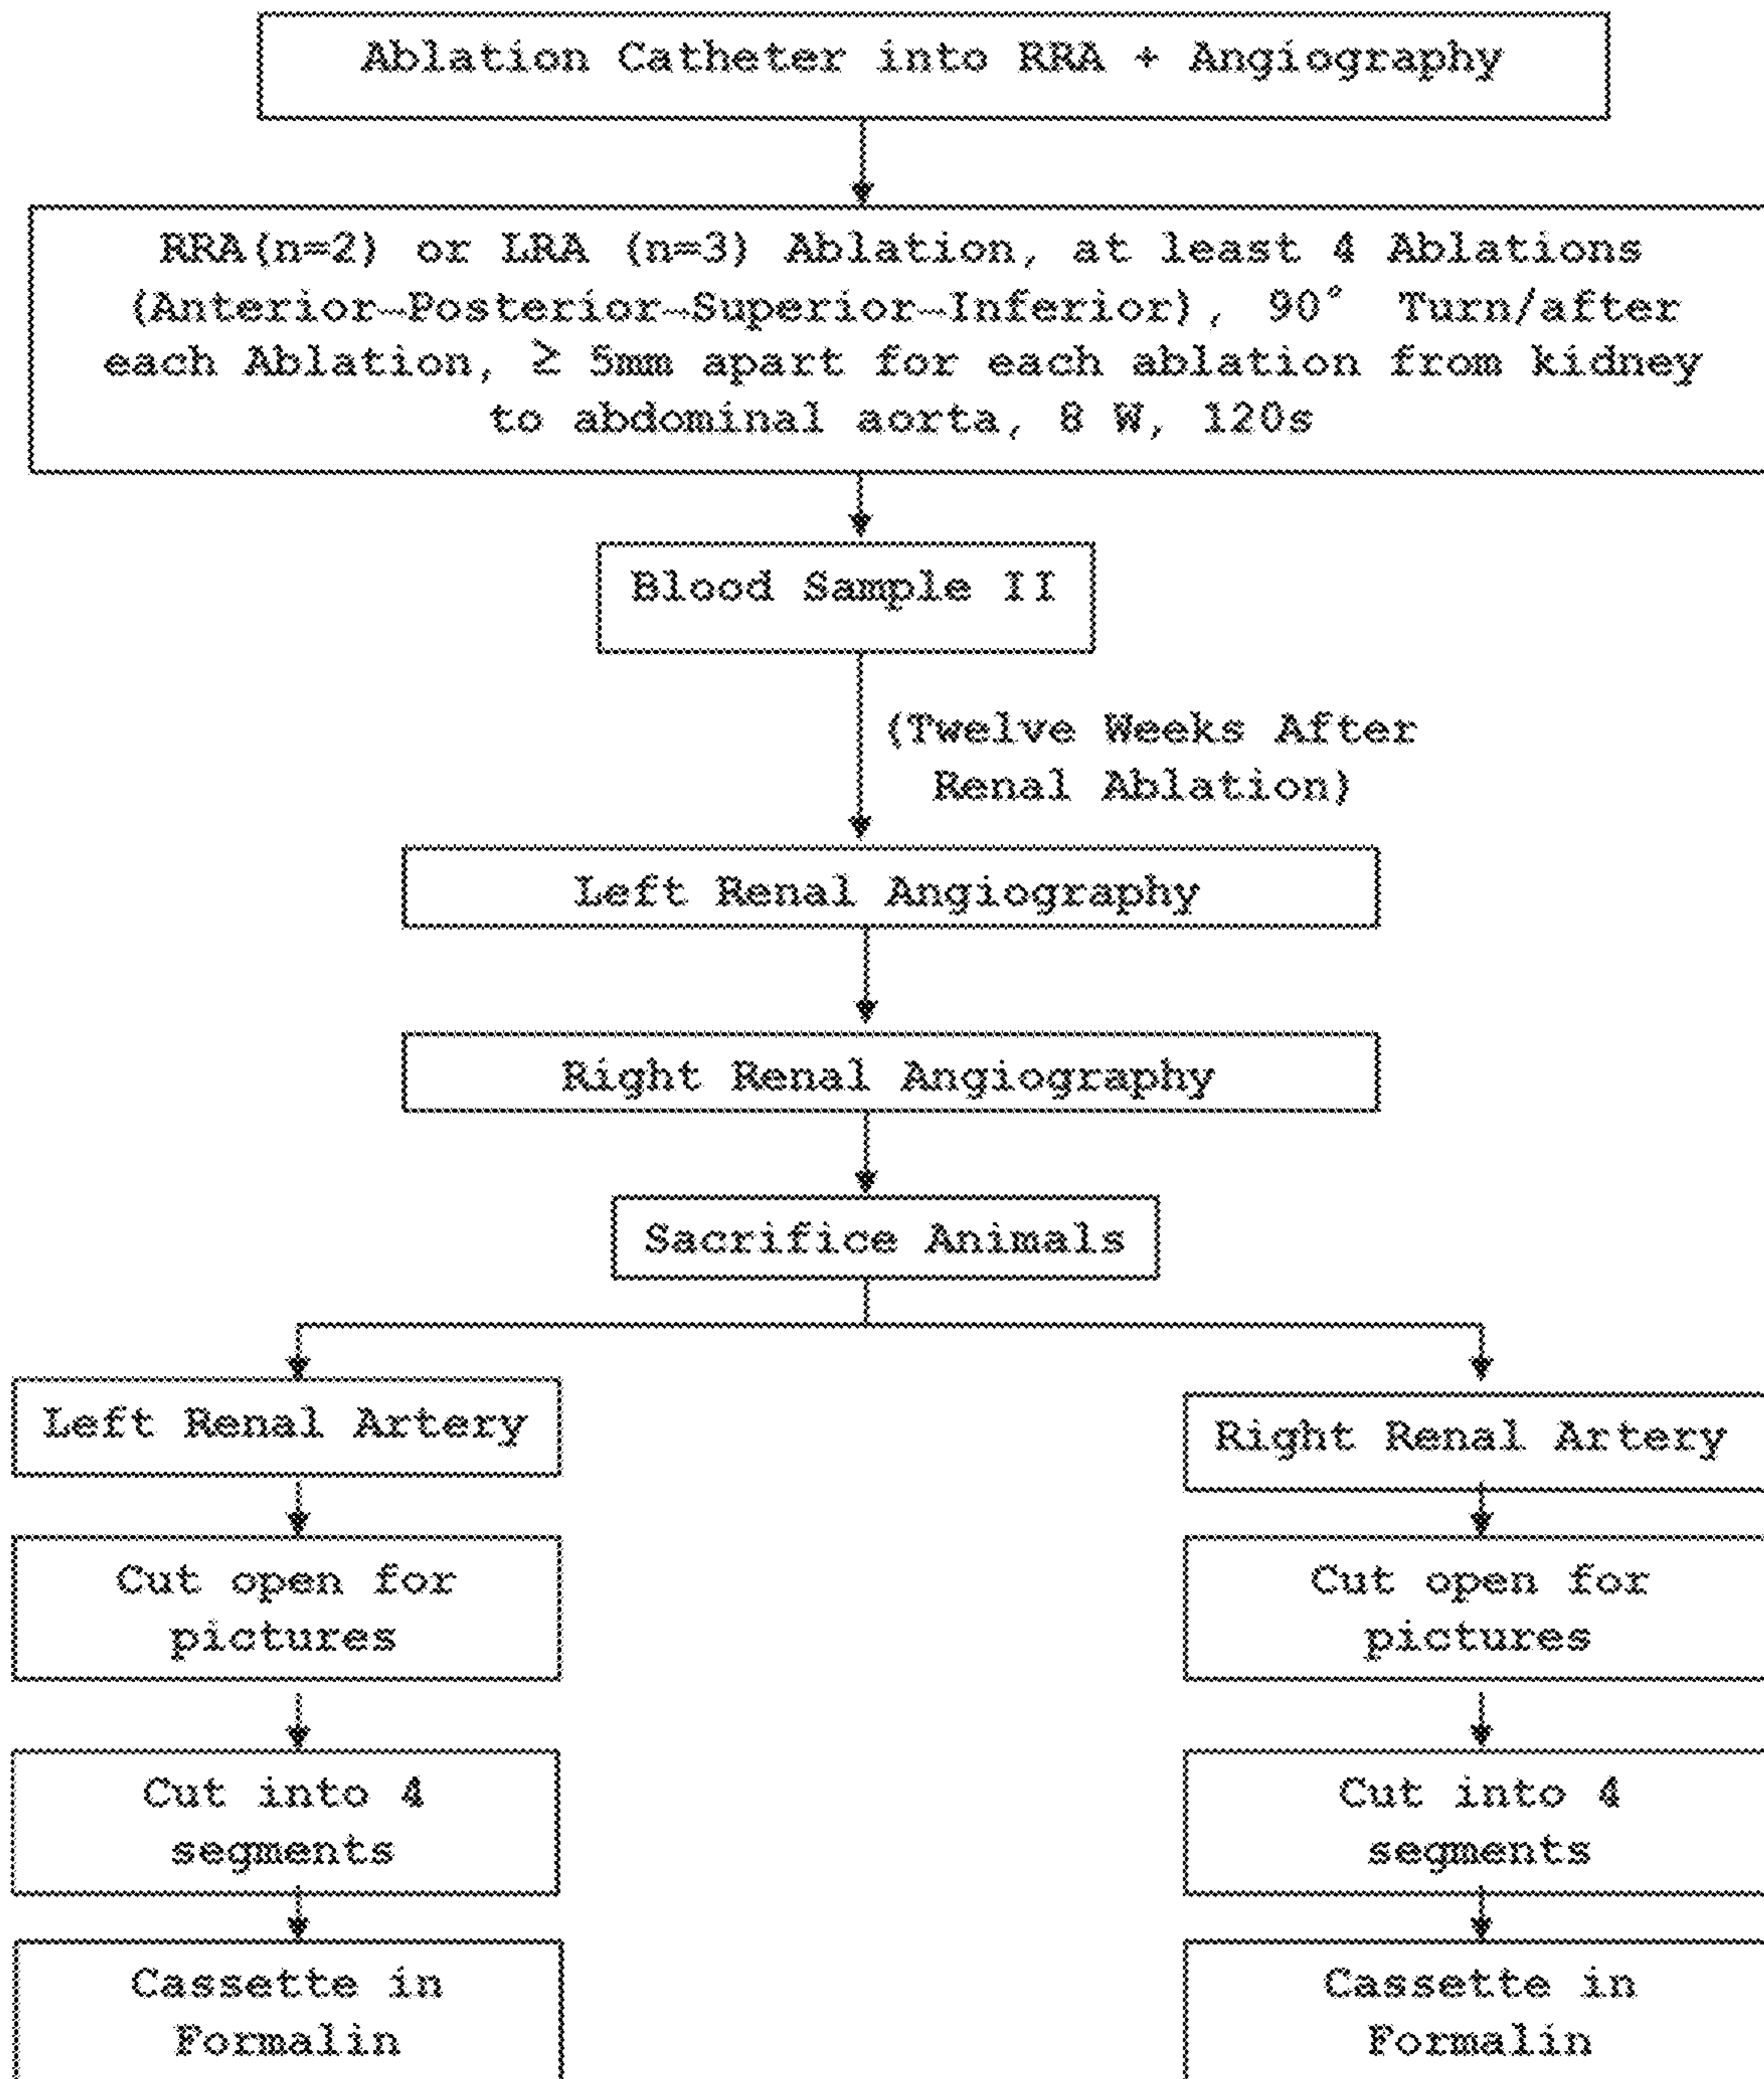 Ablation Catheter into RRA + Angiography
RRA(n=2) or LRA (n=3) Ablation, at least 4 Ablations
(Anterior→Posterior→Superior→Inferior), 90° Turn/after
each Ablation, ≥ 5mm apart for each ablation from kidney
to abdominal aorta, 8 W, 120s
Blood Sample II
(Twelve Weeks After
Renal Ablation)
Left Renal Angiography
Right Renal Angiography
Sacrifice Animals
Left Renal Artery
Right Renal Artery
Cut open for
pictures
Cut open for
pictures
Cut into 4
segments
Cut into 4
segments
Cassette in
Formalin
Cassette in
Formalin